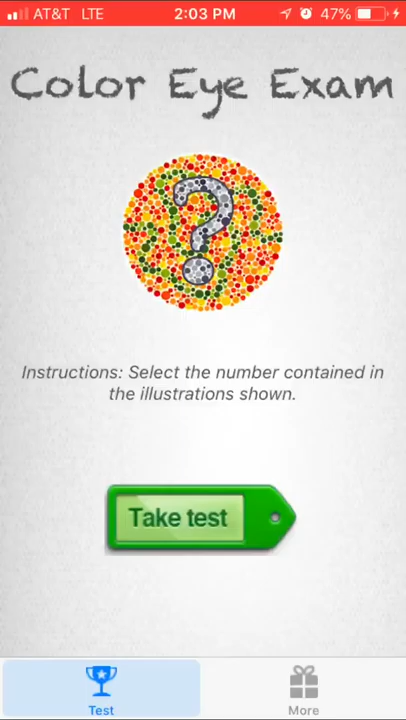 AT&T LTE 2:03 PM 47%
Color Eye Exam
?
Instructions: Select the number contained in
the illustrations shown.
Take test
Test More